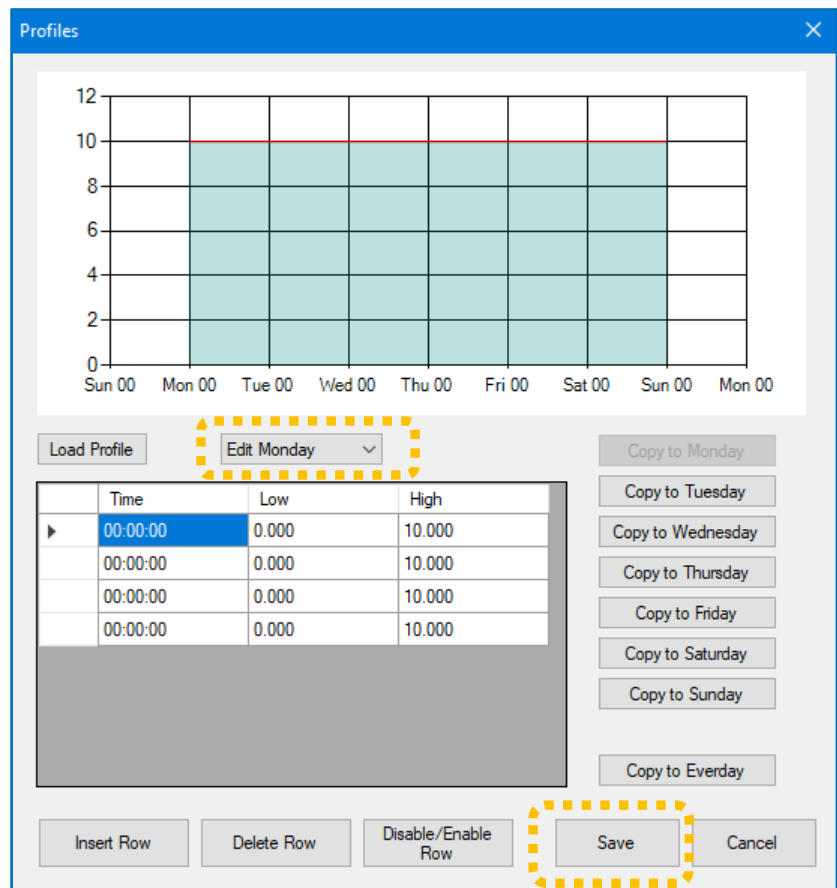 Profiles
12
10
8
6
4
2
0
Sun 00 Mon 00 Tue 00 Wed 00 Thu 00 Fri 00 Sat 00 Sun 00 Mon 00
Load Profile
Edit Monday
Time Low High
00:00:00 0.000 10.000
00:00:00 0.000 10.000
00:00:00 0.000 10.000
00:00:00 0.000 10.000
Copy to Monday
Copy to Tuesday
Copy to Wednesday
Copy to Thursday
Copy to Friday
Copy to Saturday
Copy to Sunday
Copy to Everday
Insert Row
Delete Row
Disable/Enable
Row
Save
Cancel